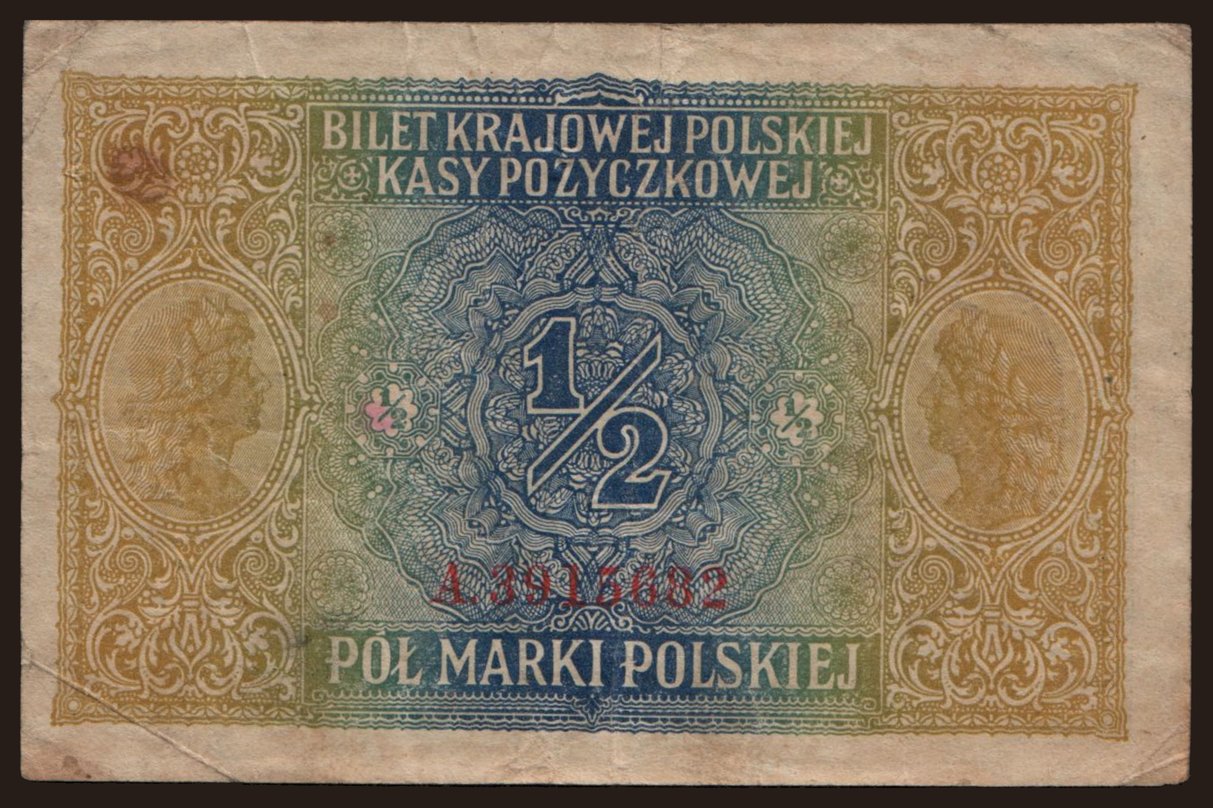 BILET KRAJOWEJ POLSKIEJ
KASY POŻYCZKOWEJ
1/2
1/2
1/2
A.3915682
PÓŁ MARKI POLSKIEJ